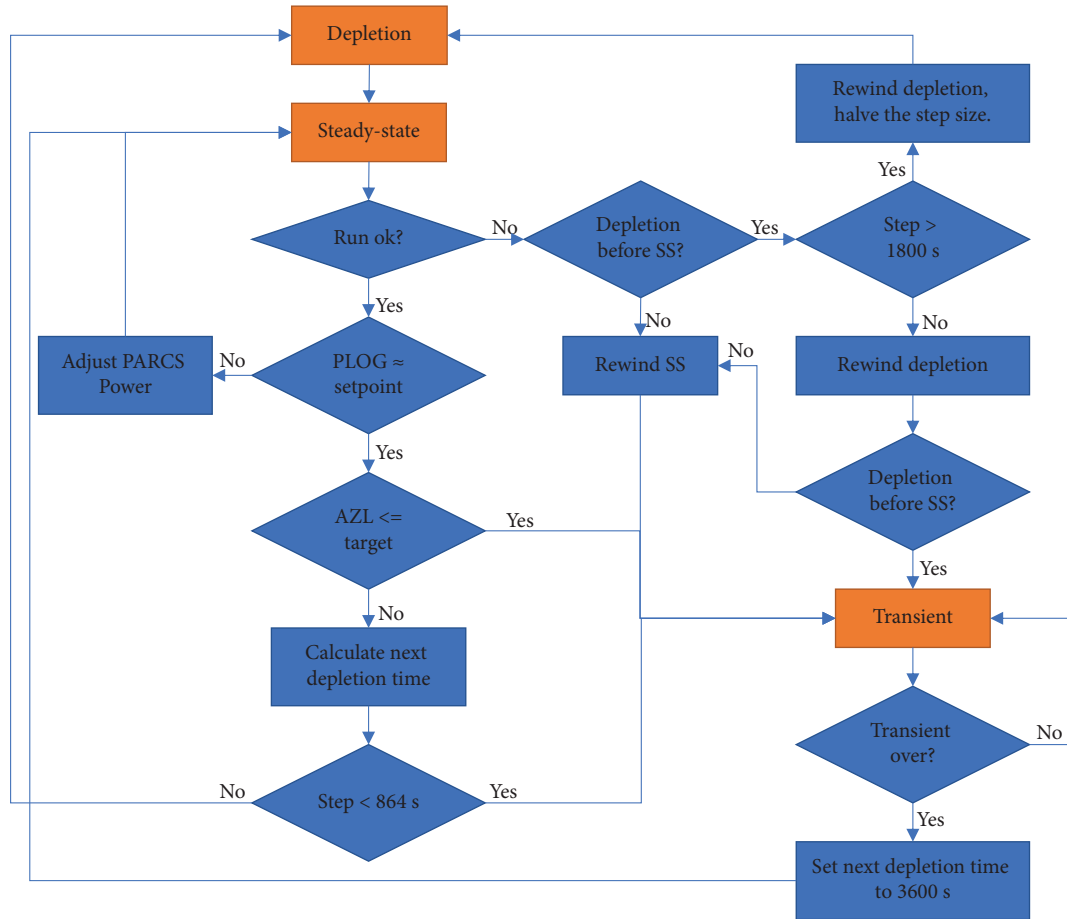 Depletion
Rewind depletion,
halve the step size.
Steady-state
Yes
Run ok?
No
Depletion
before SS?
Yes
Step >
1800 s
Yes
No
No
Adjust PARCS
Power
No
PLOG ≈
setpoint
Rewind SS
No
Rewind depletion
Yes
AZL <=
target
Yes
Depletion
before SS?
No
Yes
Calculate next
depletion time
Transient
No
Step < 864 s
Yes
Transient
over?
No
Yes
Set next depletion time
to 3600 s